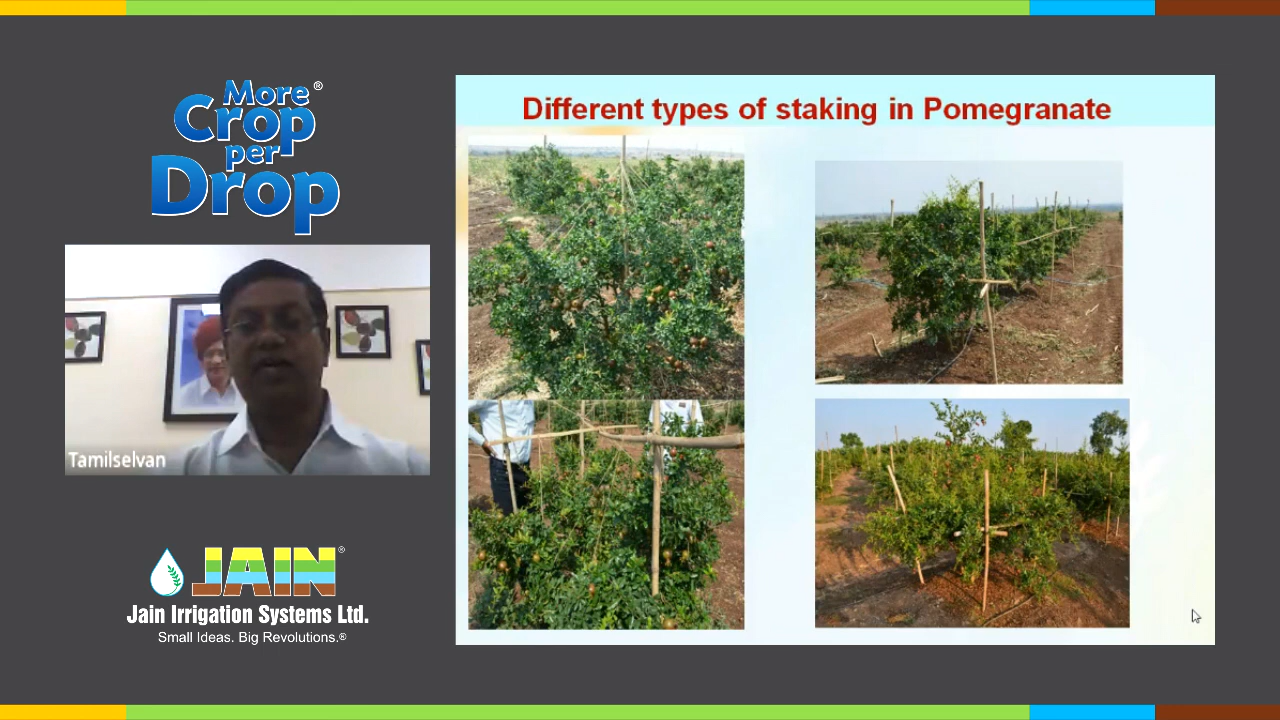 More®
Crop
per
Drop
Different types of staking in Pomegranate
Tamilselvan
JAIN®
Jain Irrigation Systems Ltd.
Small Ideas. Big Revolutions.®